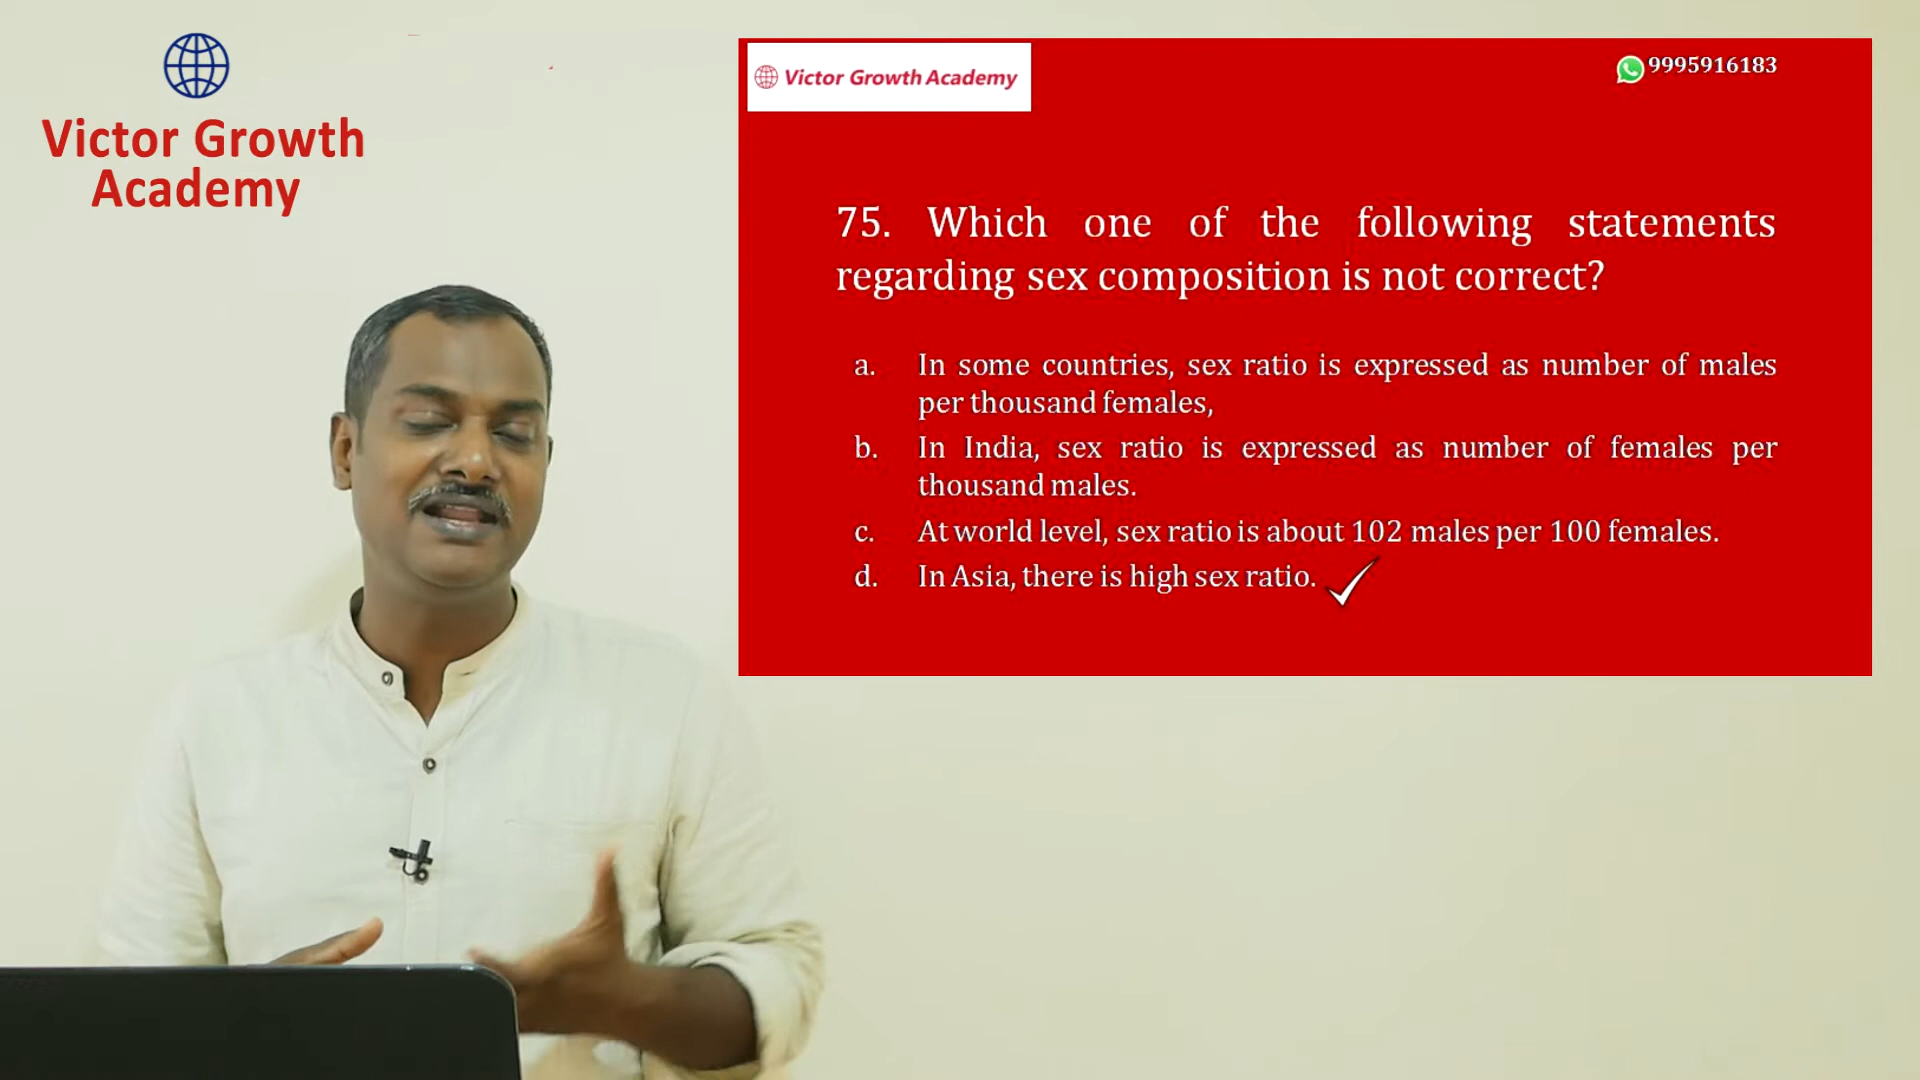 Victor Growth
Academy
Victor Growth Academy
9995916183
75. Which one of the following statements
regarding sex composition is not correct?
a. In some countries, sex ratio is expressed as number of males
per thousand females,
b. In India, sex ratio is expressed as number of females per
thousand males.
c. At world level, sex ratio is about 102 males per 100 females.
d. In Asia, there is high sex ratio.